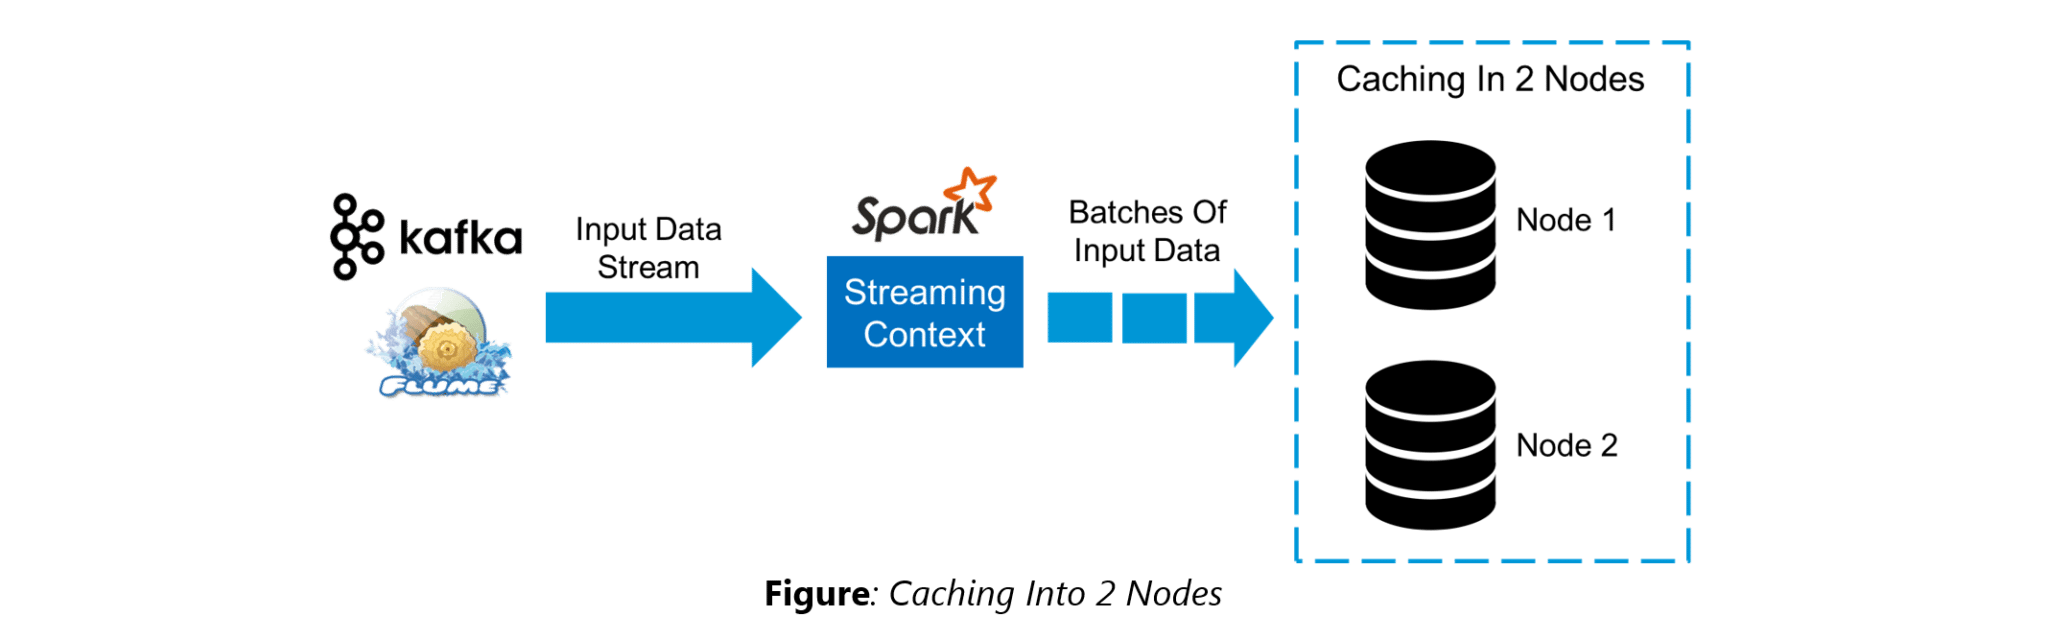 Caching In 2 Nodes
Node 1
kafka
Input Data
Stream
Spark
Streaming
Context
Batches Of
Input Data
FLUME
Node 2
Figure: Caching Into 2 Nodes